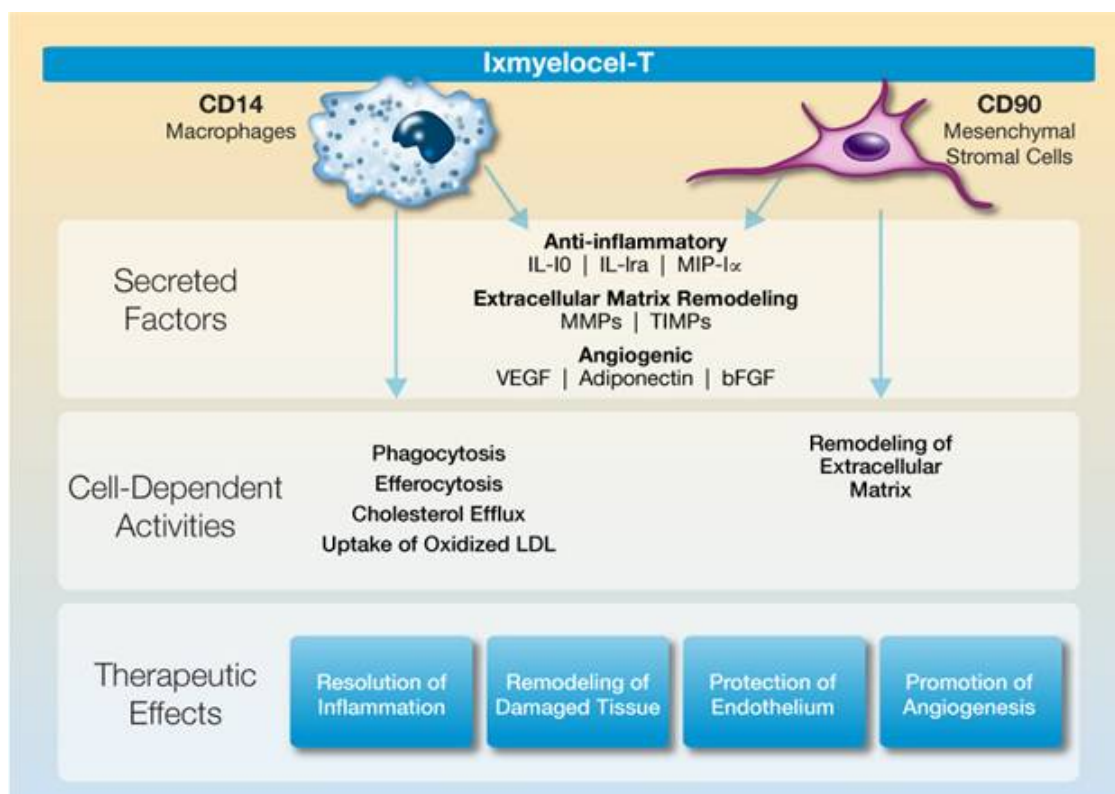 Ixmyelocel-T
CD14
Macrophages
CD90
Mesenchymal
Stromal Cells
Secreted
Factors
Anti-inflammatory
IL-I0 | IL-Ira | MIP-I∝
Extracellular Matrix Remodeling
MMPs | TIMPs
Angiogenic
VEGF | Adiponectin | bFGF
Cell-Dependent
Activities
Phagocytosis
Efferocytosis
Cholesterol Efflux
Uptake of Oxidized LDL
Remodeling of
Extracellular
Matrix
Therapeutic
Effects
Resolution of
Inflammation
Remodeling of
Damaged Tissue
Protection of
Endothelium
Promotion of
Angiogenesis